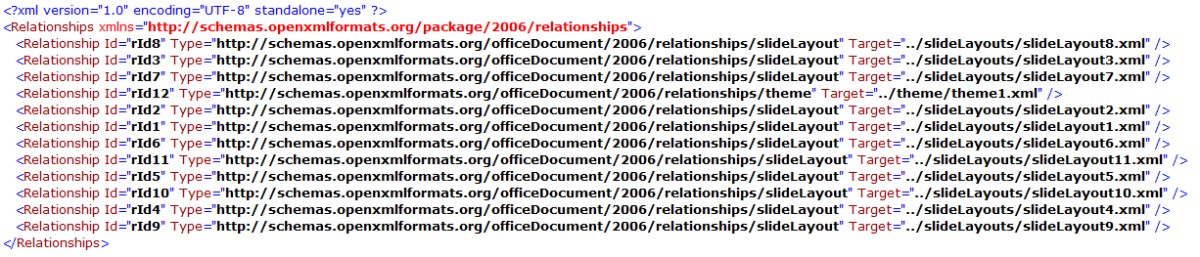 <?xml version="1.0" encoding="UTF-8" standalone="yes" ?>
<Relationships xmlns="http://schemas.openxmlformats.org/package/2006/relationships">
<Relationship Id="rId8" Type="http://schemas.openxmlformats.org/officeDocument/2006/relationships/slideLayout" Target="../slideLayouts/slideLayout8.xml" />
<Relationship Id="rId3" Type="http://schemas.openxmlformats.org/officeDocument/2006/relationships/slideLayout" Target="../slideLayouts/slideLayout3.xml" />
<Relationship Id="rId7" Type="http://schemas.openxmlformats.org/officeDocument/2006/relationships/slideLayout" Target="../slideLayouts/slideLayout7.xml" />
<Relationship Id="rId12" Type="http://schemas.openxmlformats.org/officeDocument/2006/relationships/theme" Target="../theme/theme1.xml" />
<Relationship Id="rId2" Type="http://schemas.openxmlformats.org/officeDocument/2006/relationships/slideLayout" Target="../slideLayouts/slideLayout2.xml" />
<Relationship Id="rId1" Type="http://schemas.openxmlformats.org/officeDocument/2006/relationships/slideLayout" Target="../slideLayouts/slideLayout1.xml" />
<Relationship Id="rId6" Type="http://schemas.openxmlformats.org/officeDocument/2006/relationships/slideLayout" Target="../slideLayouts/slideLayout6.xml" />
<Relationship Id="rId11" Type="http://schemas.openxmlformats.org/officeDocument/2006/relationships/slideLayout" Target="../slideLayouts/slideLayout11.xml" />
<Relationship Id="rId5" Type="http://schemas.openxmlformats.org/officeDocument/2006/relationships/slideLayout" Target="../slideLayouts/slideLayout5.xml" />
<Relationship Id="rId10" Type="http://schemas.openxmlformats.org/officeDocument/2006/relationships/slideLayout" Target="../slideLayouts/slideLayout10.xml" />
<Relationship Id="rId4" Type="http://schemas.openxmlformats.org/officeDocument/2006/relationships/slideLayout" Target="../slideLayouts/slideLayout4.xml" />
<Relationship Id="rId9" Type="http://schemas.openxmlformats.org/officeDocument/2006/relationships/slideLayout" Target="../slideLayouts/slideLayout9.xml" />
</Relationships>